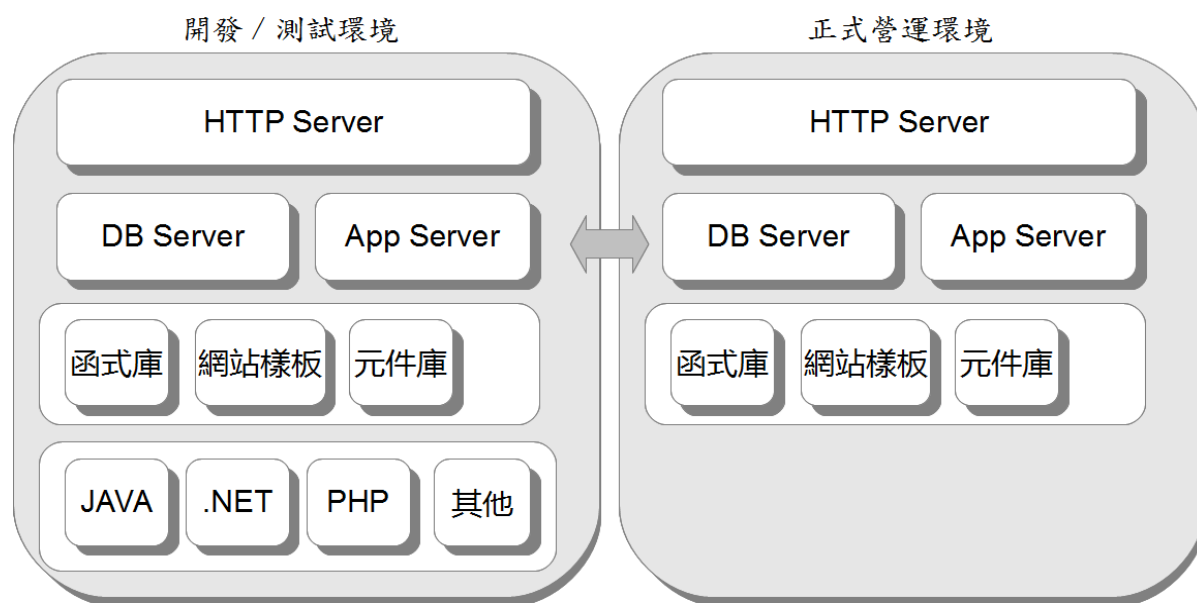 開發 / 測試環境
HTTP Server
DB Server
App Server
函式庫
網站樣板
元件庫
JAVA
.NET
PHP
其他
正式營運環境
HTTP Server
DB Server
App Server
函式庫
網站樣板
元件庫